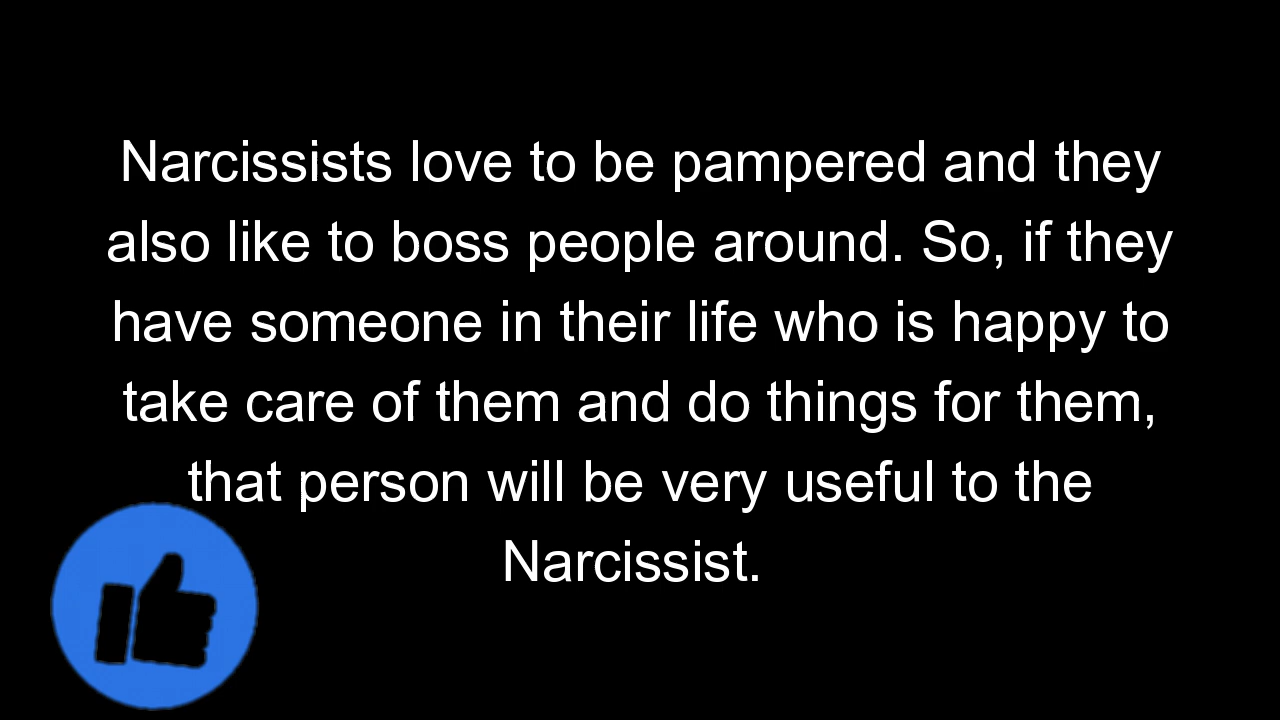 Narcissists love to be pampered and they
also like to boss people around. So, if they
have someone in their life who is happy to
take care of them and do things for them,
that person will be very useful to the
Narcissist.